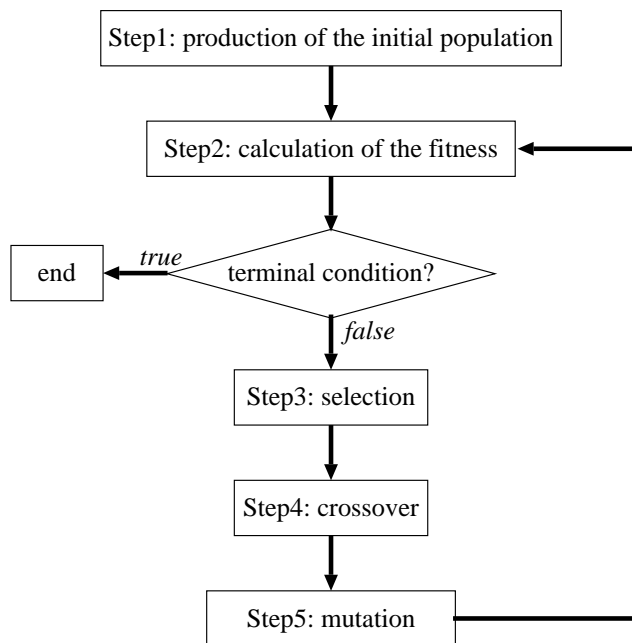 Step1: production of the initial population
Step2: calculation of the fitness
true
end
terminal condition?
false
Step3: selection
Step4: crossover
Step5: mutation